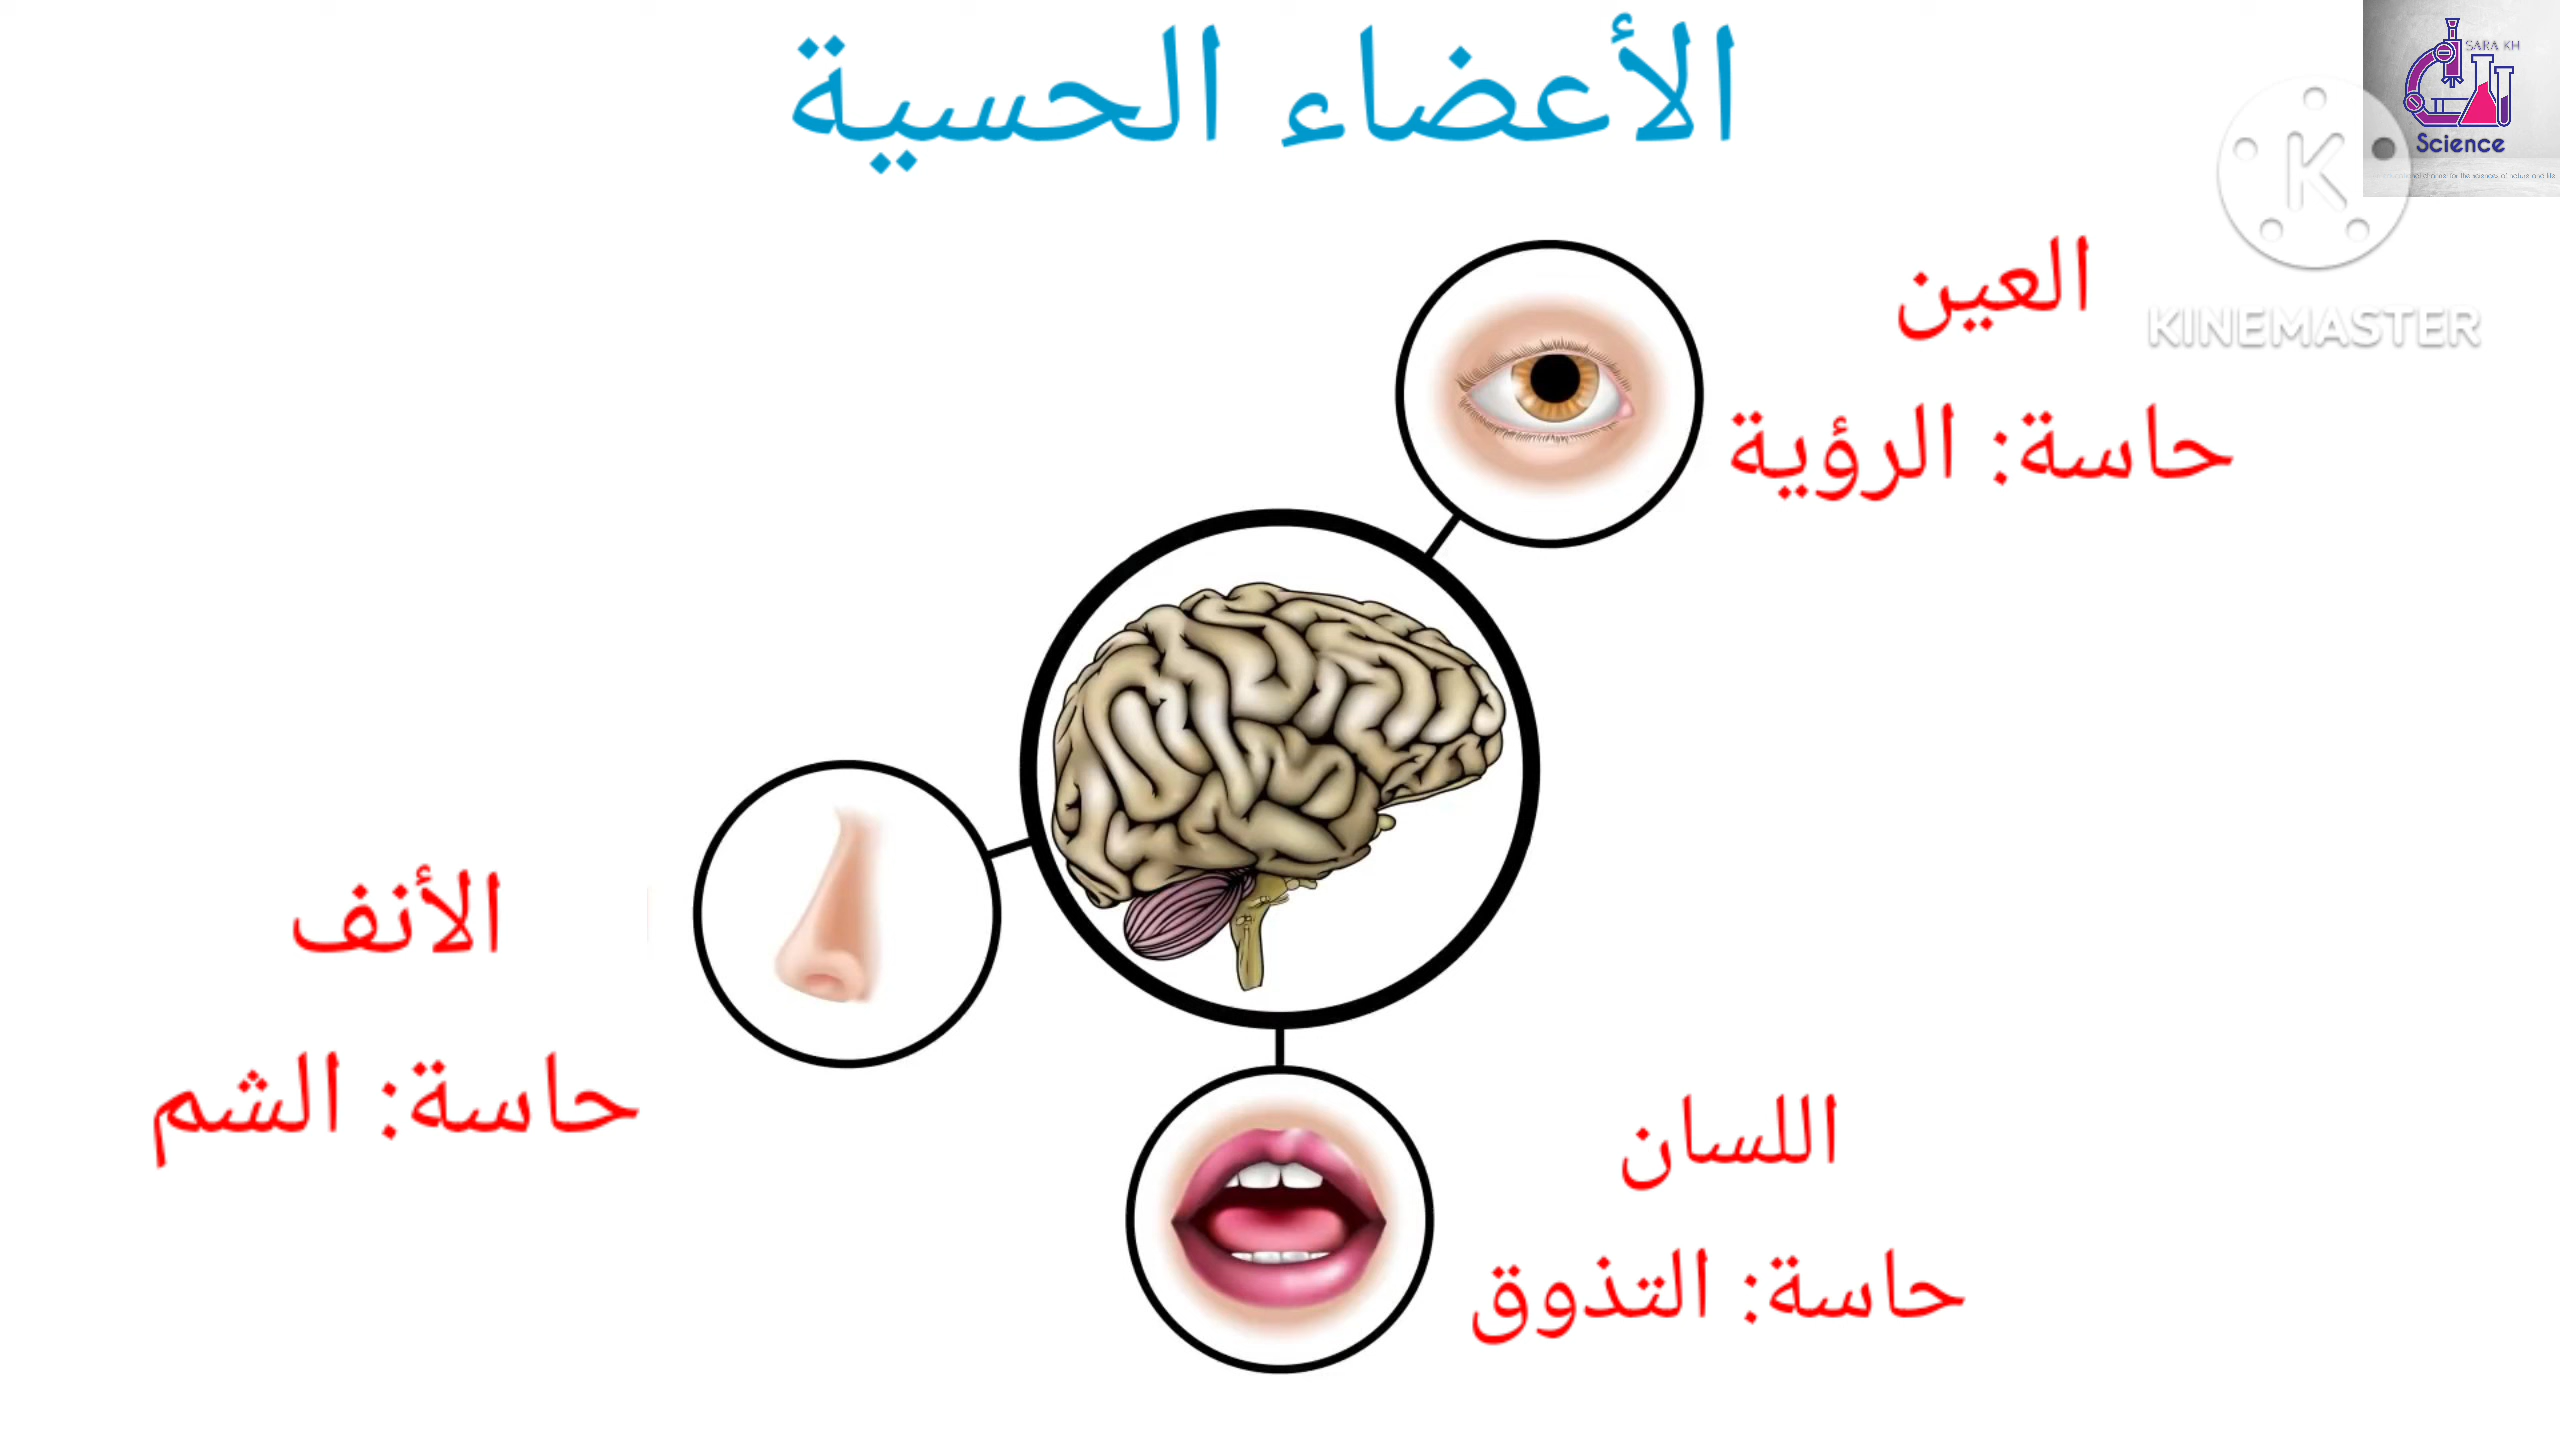 الأعضاء الحسية
SARA KH
Science
KINEMASTER
العين
حاسة: الرؤية
الأنف
حاسة: الشم
اللسان
حاسة: التذوق